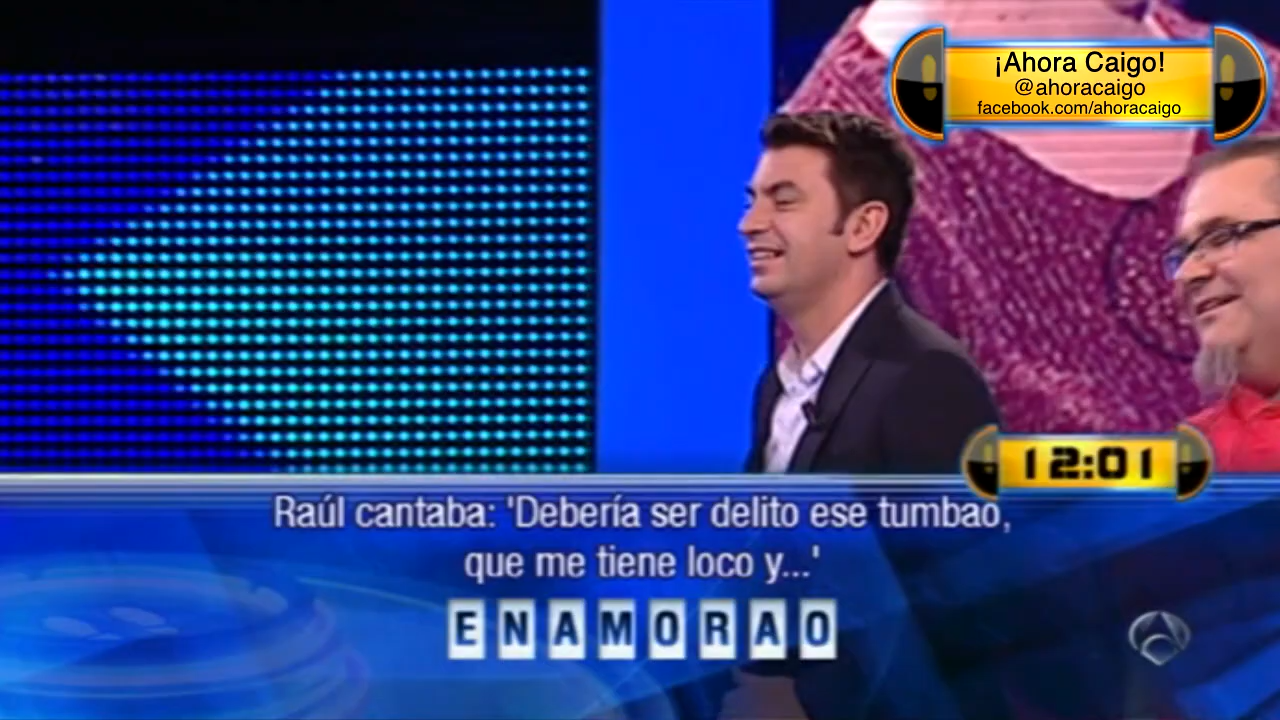 ¡Ahora Caigo!
@ahoracaigo
facebook.com/ahoracaigo
12:01
Raúl cantaba: 'Debería ser delito ese tumbao,
que me tiene loco y...'
ENAMORAO